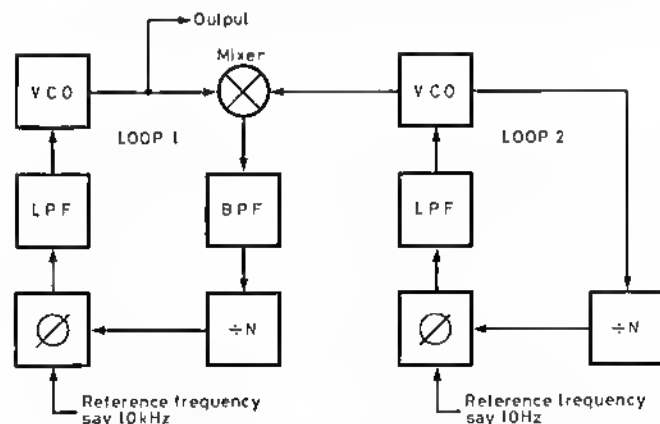 Output
Mixer
VCO
LOOP 1
VCO
LOOP 2
LPF
BPF
LPF
Ø
÷N
Ø
÷N
Reference frequency
say 10kHz
Reference frequency
say 10Hz